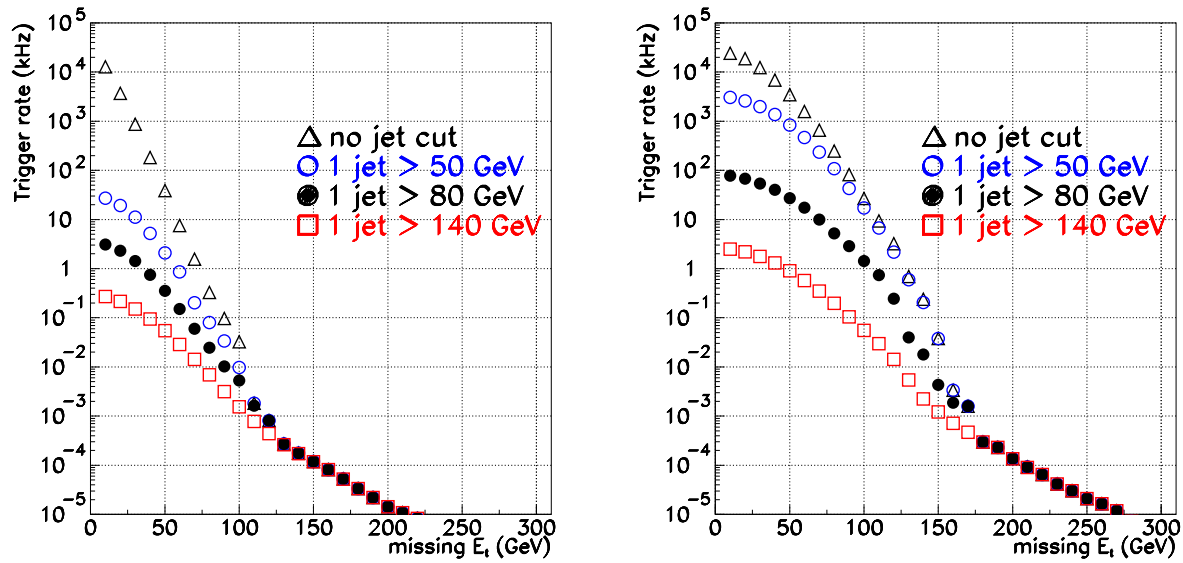 Trigger rate (kHz)
10^5
10^4
10^3
10^2
10
1
10^-1
10^-2
10^-3
10^-4
10^-5
no jet cut
1 jet > 50 GeV
1 jet > 80 GeV
1 jet > 140 GeV
0 50 100 150 200 250 300
missing E_t (GeV)
Trigger rate (kHz)
10^5
10^4
10^3
10^2
10
1
10^-1
10^-2
10^-3
10^-4
10^-5
no jet cut
1 jet > 50 GeV
1 jet > 80 GeV
1 jet > 140 GeV
0 50 100 150 200 250 300
missing E_t (GeV)